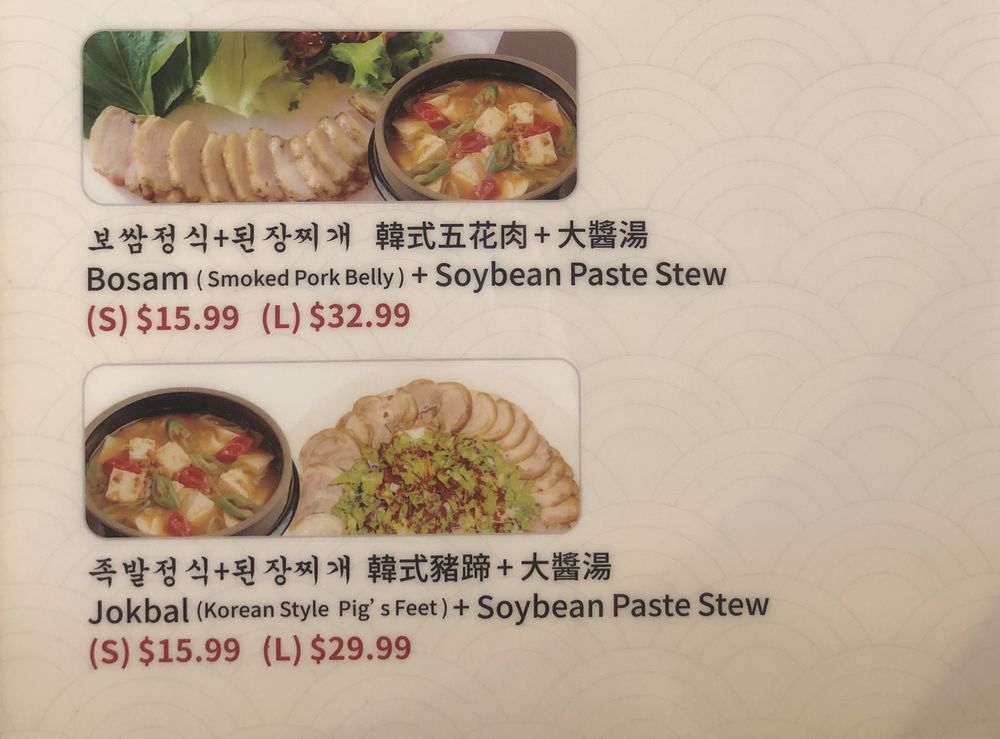 보쌈정식+된장찌개 韓式五花肉+大醬湯
Bosam (Smoked Pork Belly) + Soybean Paste Stew
(S) $15.99 (L) $32.99
족발정식+된장찌개 韓式豬蹄+大醬湯
Jokbal (Korean Style Pig's Feet) + Soybean Paste Stew
(S) $15.99 (L) $29.99